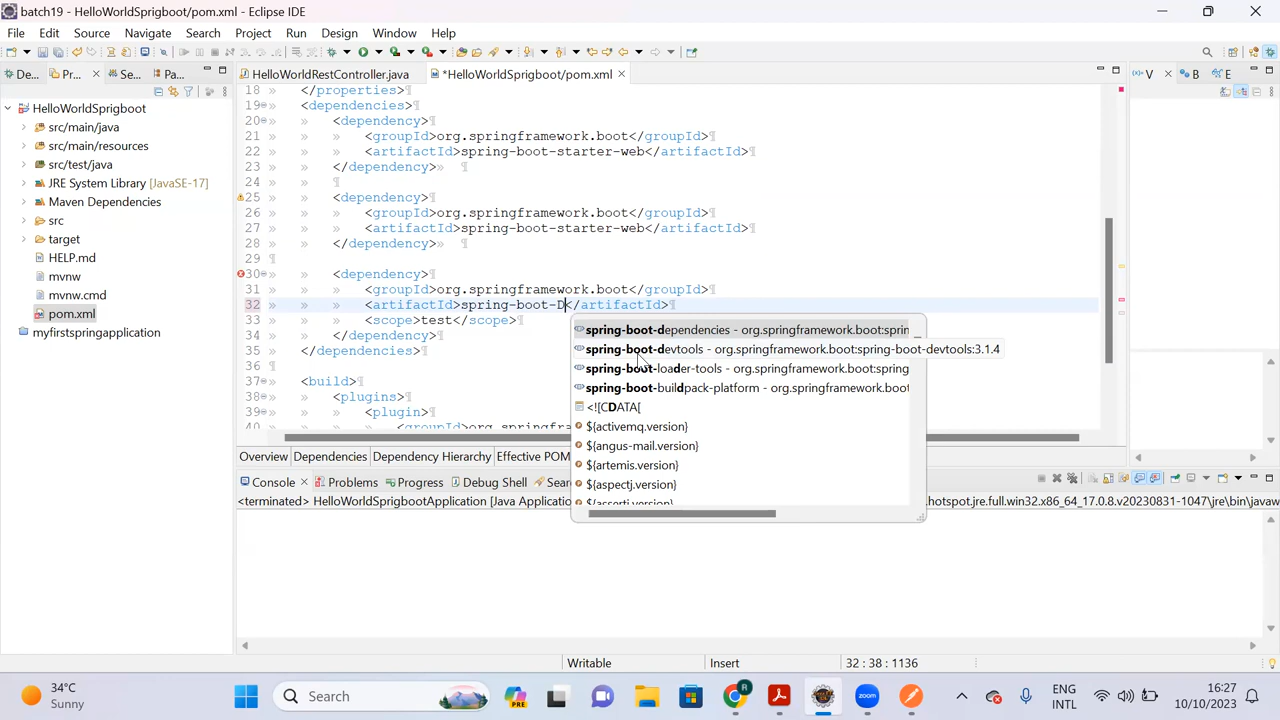 batch19 - HelloWorldSprigboot/pom.xml - Eclipse IDE
File Edit Source Navigate Search Project Run Design Window Help
De... Pr... Se... Pa...
HelloWorldRestController.java *HelloWorldSprigboot/pom.xml
V B E
HelloWorldSprigboot
src/main/java
src/main/resources
src/test/java
JRE System Library [JavaSE-17]
Maven Dependencies
src
target
HELP.md
mvnw
mvnw.cmd
pom.xml
myfirstspringapplication
18 » </properties>¶
19 » <dependencies>¶
20 » » <dependency>¶
21 » » » <groupId>org.springframework.boot</groupId>¶
22 » » » <artifactId>spring-boot-starter-web</artifactId>¶
23 » » </dependency>» ¶
24 » » ¶
25 » » <dependency>¶
26 » » » <groupId>org.springframework.boot</groupId>¶
27 » » » <artifactId>spring-boot-starter-web</artifactId>¶
28 » » </dependency>» ¶
29 ¶
30 » » <dependency>¶
31 » » » <groupId>org.springframework.boot</groupId>¶
32 » » » <artifactId>spring-boot-D</artifactId>¶
33 » » » <scope>test</scope>¶
34 » » </dependency>¶
35 » </dependencies>¶
36 ¶
37 » <build>¶
38 » » <plugins>¶
39 » » » <plugin>¶
spring-boot-dependencies - org.springframework.boot:sprin
spring-boot-devtools - org.springframework.boot:spring-boot-devtools:3.1.4
spring-boot-loader-tools - org.springframework.boot:spring
spring-boot-buildpack-platform - org.springframework.boot
<![CDATA[
${activemq.version}
${angus-mail.version}
${artemis.version}
${aspectj.version}
Overview Dependencies Dependency Hierarchy Effective POM
Console Problems Progress Debug Shell Sear
<terminated> HelloWorldSprigbootApplication [Java Applicatio
.hotspot.jre.full.win32.x86_64_17.0.8.v20230831-1047\jre\bin\javaw
Writable Insert 32 : 38 : 1136
34°C
Sunny
Search
PRE
R
zoom
ENG
INTL
16:27
10/10/2023